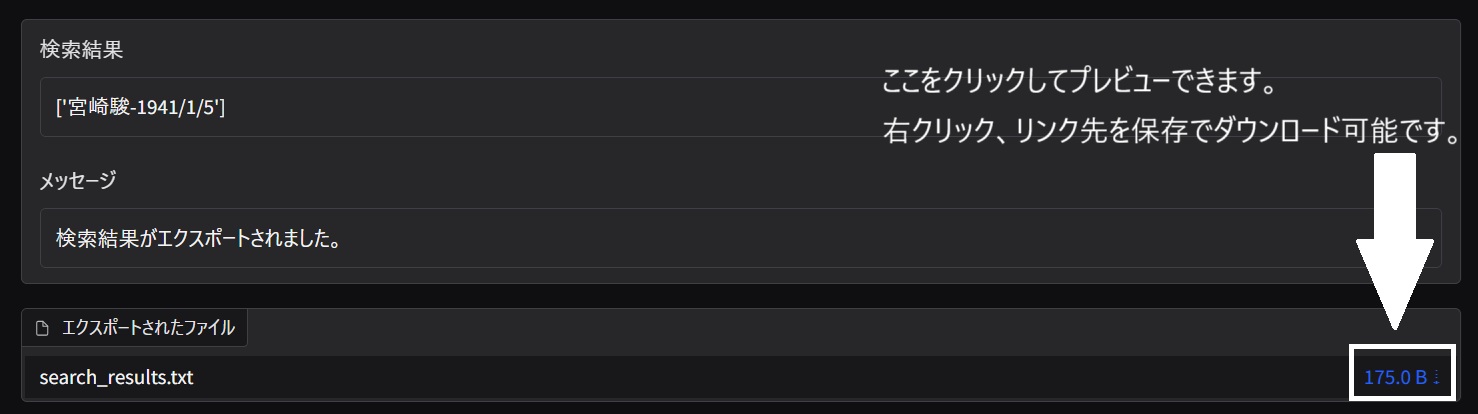 検索結果
['宮崎駿-1941/1/5']
ここをクリックしてプレビューできます。
右クリック、リンク先を保存でダウンロード可能です。
メッセージ
検索結果がエクスポートされました。
エクスポートされたファイル
search_results.txt
175.0 B ⇣